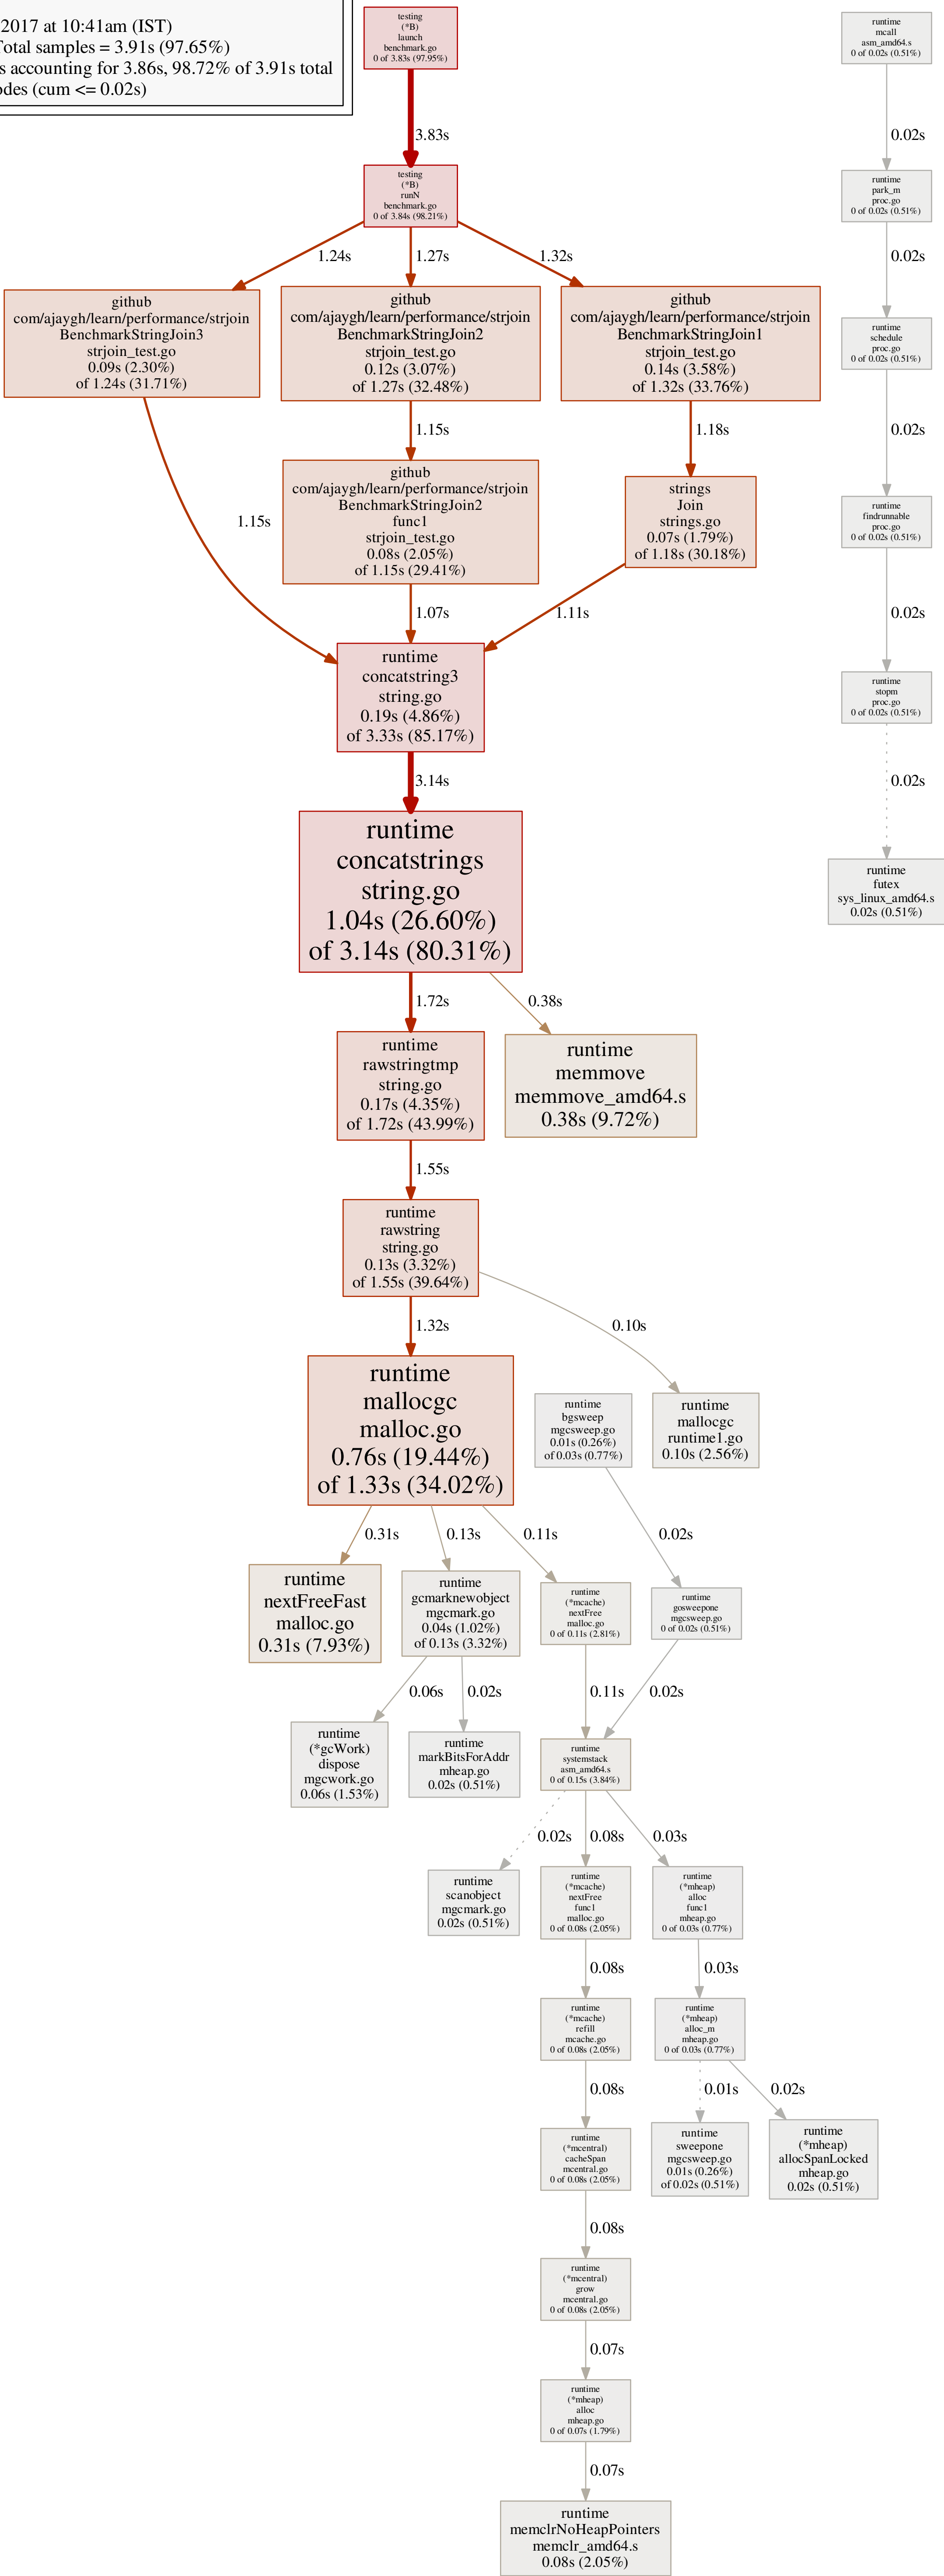 2017 at 10:41am (IST)
Total samples = 3.91s (97.65%)
s accounting for 3.86s, 98.72% of 3.91s total
odes (cum <= 0.02s)
testing
(*B)
launch
benchmark.go
0 of 3.83s (97.95%)
runtime
mcall
asm_amd64.s
0 of 0.02s (0.51%)
3.83s
0.02s
testing
(*B)
runN
benchmark.go
0 of 3.84s (98.21%)
runtime
park_m
proc.go
0 of 0.02s (0.51%)
1.24s
1.27s
1.32s
0.02s
github
com/ajaygh/learn/performance/strjoin
BenchmarkStringJoin3
strjoin_test.go
0.09s (2.30%)
of 1.24s (31.71%)
github
com/ajaygh/learn/performance/strjoin
BenchmarkStringJoin2
strjoin_test.go
0.12s (3.07%)
of 1.27s (32.48%)
github
com/ajaygh/learn/performance/strjoin
BenchmarkStringJoin1
strjoin_test.go
0.14s (3.58%)
of 1.32s (33.76%)
runtime
schedule
proc.go
0 of 0.02s (0.51%)
1.15s
1.18s
0.02s
github
com/ajaygh/learn/performance/strjoin
BenchmarkStringJoin2
func1
strjoin_test.go
0.08s (2.05%)
of 1.15s (29.41%)
strings
Join
strings.go
0.07s (1.79%)
of 1.18s (30.18%)
runtime
findrunnable
proc.go
0 of 0.02s (0.51%)
1.15s
1.07s
1.11s
0.02s
runtime
concatstring3
string.go
0.19s (4.86%)
of 3.33s (85.17%)
runtime
stopm
proc.go
0 of 0.02s (0.51%)
3.14s
0.02s
runtime
concatstrings
string.go
1.04s (26.60%)
of 3.14s (80.31%)
runtime
futex
sys_linux_amd64.s
0.02s (0.51%)
1.72s
0.38s
runtime
rawstringtmp
string.go
0.17s (4.35%)
of 1.72s (43.99%)
runtime
memmove
memmove_amd64.s
0.38s (9.72%)
1.55s
runtime
rawstring
string.go
0.13s (3.32%)
of 1.55s (39.64%)
1.32s
0.10s
runtime
mallocgc
malloc.go
0.76s (19.44%)
of 1.33s (34.02%)
runtime
bgsweep
mgcsweep.go
0.01s (0.26%)
of 0.03s (0.77%)
runtime
mallocgc
runtime1.go
0.10s (2.56%)
0.31s
0.13s
0.11s
0.02s
runtime
nextFreeFast
malloc.go
0.31s (7.93%)
runtime
gcmarknewobject
mgcmark.go
0.04s (1.02%)
of 0.13s (3.32%)
runtime
(*mcache)
nextFree
malloc.go
0 of 0.11s (2.81%)
runtime
gosweepone
mgcsweep.go
0 of 0.02s (0.51%)
0.06s
0.02s
0.11s
0.02s
runtime
(*gcWork)
dispose
mgcwork.go
0.06s (1.53%)
runtime
markBitsForAddr
mheap.go
0.02s (0.51%)
runtime
systemstack
asm_amd64.s
0 of 0.15s (3.84%)
0.02s
0.08s
0.03s
runtime
scanobject
mgcmark.go
0.02s (0.51%)
runtime
(*mcache)
nextFree
func1
malloc.go
0 of 0.08s (2.05%)
runtime
(*mheap)
alloc
func1
mheap.go
0 of 0.03s (0.77%)
0.08s
0.03s
runtime
(*mcache)
refill
mcache.go
0 of 0.08s (2.05%)
runtime
(*mheap)
alloc_m
mheap.go
0 of 0.03s (0.77%)
0.08s
0.01s
0.02s
runtime
(*mcentral)
cacheSpan
mcentral.go
0 of 0.08s (2.05%)
runtime
sweepone
mgcsweep.go
0.01s (0.26%)
of 0.02s (0.51%)
runtime
(*mheap)
allocSpanLocked
mheap.go
0.02s (0.51%)
0.08s
runtime
(*mcentral)
grow
mcentral.go
0 of 0.08s (2.05%)
0.07s
runtime
(*mheap)
alloc
mheap.go
0 of 0.07s (1.79%)
0.07s
runtime
memclrNoHeapPointers
memclr_amd64.s
0.08s (2.05%)